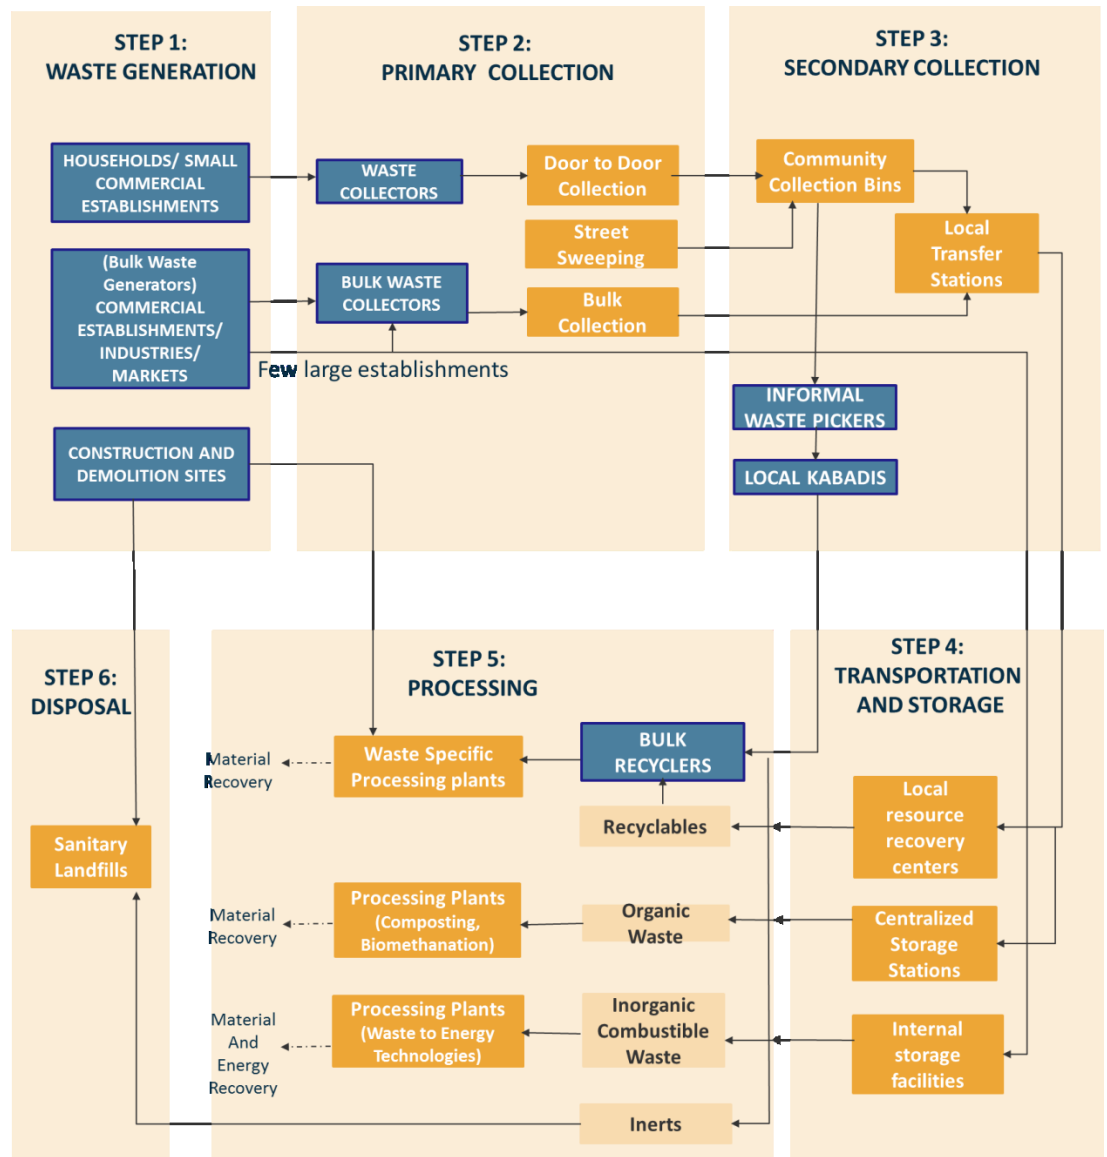 STEP 1:
WASTE GENERATION
HOUSEHOLDS/ SMALL
COMMERCIAL
ESTABLISHMENTS
(Bulk Waste
Generators)
COMMERCIAL
ESTABLISHMENTS/
INDUSTRIES/
MARKETS
CONSTRUCTION AND
DEMOLITION SITES
STEP 2:
PRIMARY COLLECTION
WASTE
COLLECTORS
Door to Door
Collection
Street
Sweeping
BULK WASTE
COLLECTORS
Bulk
Collection
Few large establishments
STEP 3:
SECONDARY COLLECTION
Community
Collection Bins
Local
Transfer
Stations
INFORMAL
WASTE PICKERS
LOCAL KABADIS
STEP 4:
TRANSPORTATION
AND STORAGE
Local
resource
recovery
centers
Centralized
Storage
Stations
Internal
storage
facilities
STEP 5:
PROCESSING
BULK
RECYCLERS
Waste Specific
Processing plants
Material
Recovery
Recyclables
Organic
Waste
Processing Plants
(Composting,
Biomethanation)
Material
Recovery
Inorganic
Combustible
Waste
Processing Plants
(Waste to Energy
Technologies)
Material
And
Energy
Recovery
Inerts
STEP 6:
DISPOSAL
Sanitary
Landfills